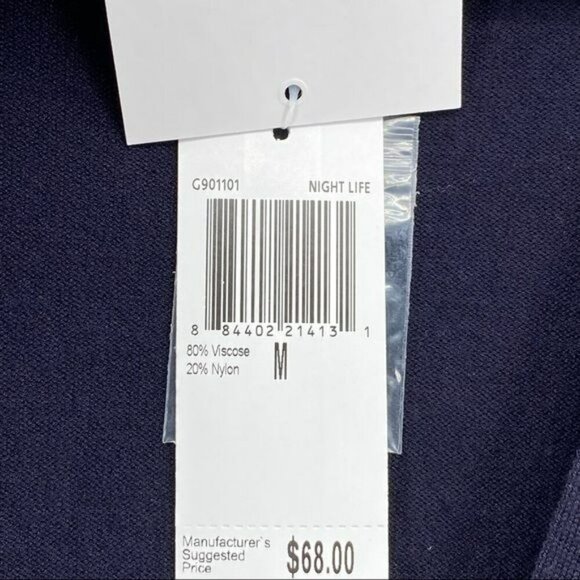 G901101 NIGHT LIFE
8 84402 21413 1
80% Viscose M
20% Nylon
Manufacturer's
Suggested $68.00
Price